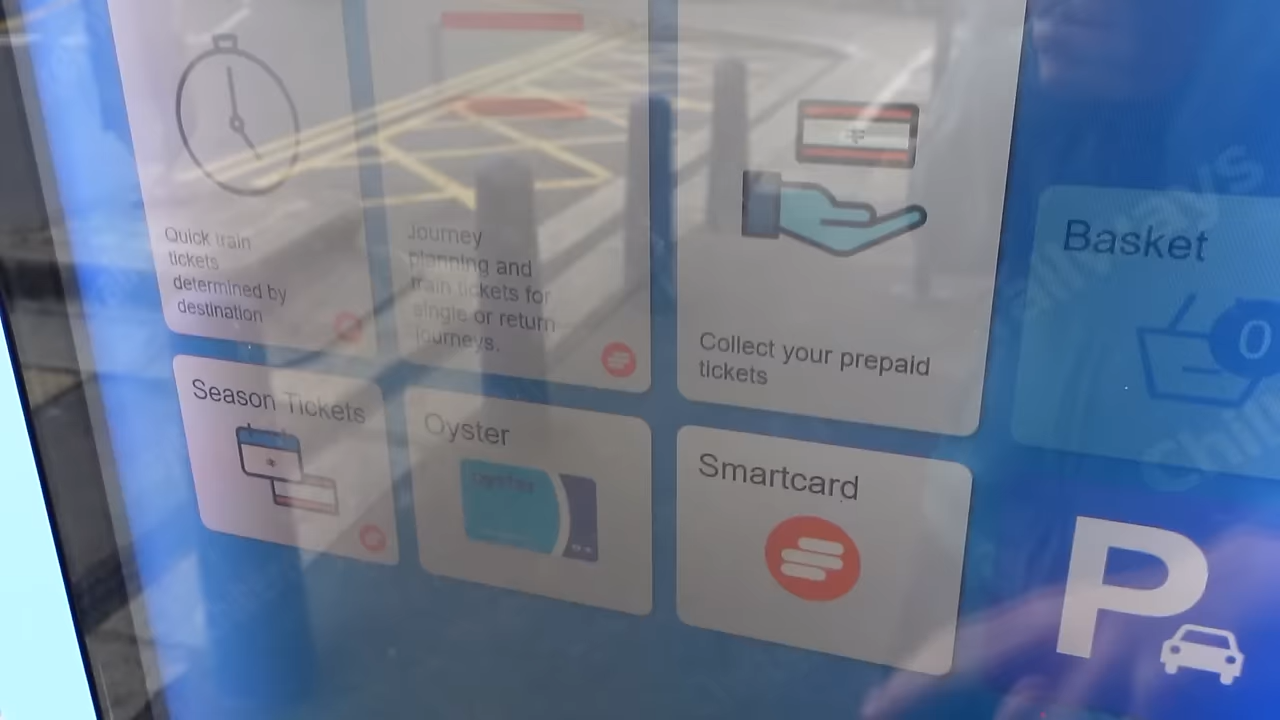 Quick train
tickets
determined by
destination
Journey
planning and
train tickets for
single or return
journeys.
Collect your prepaid
tickets
Basket
0
Season Tickets
Oyster
oyster
Smartcard
P